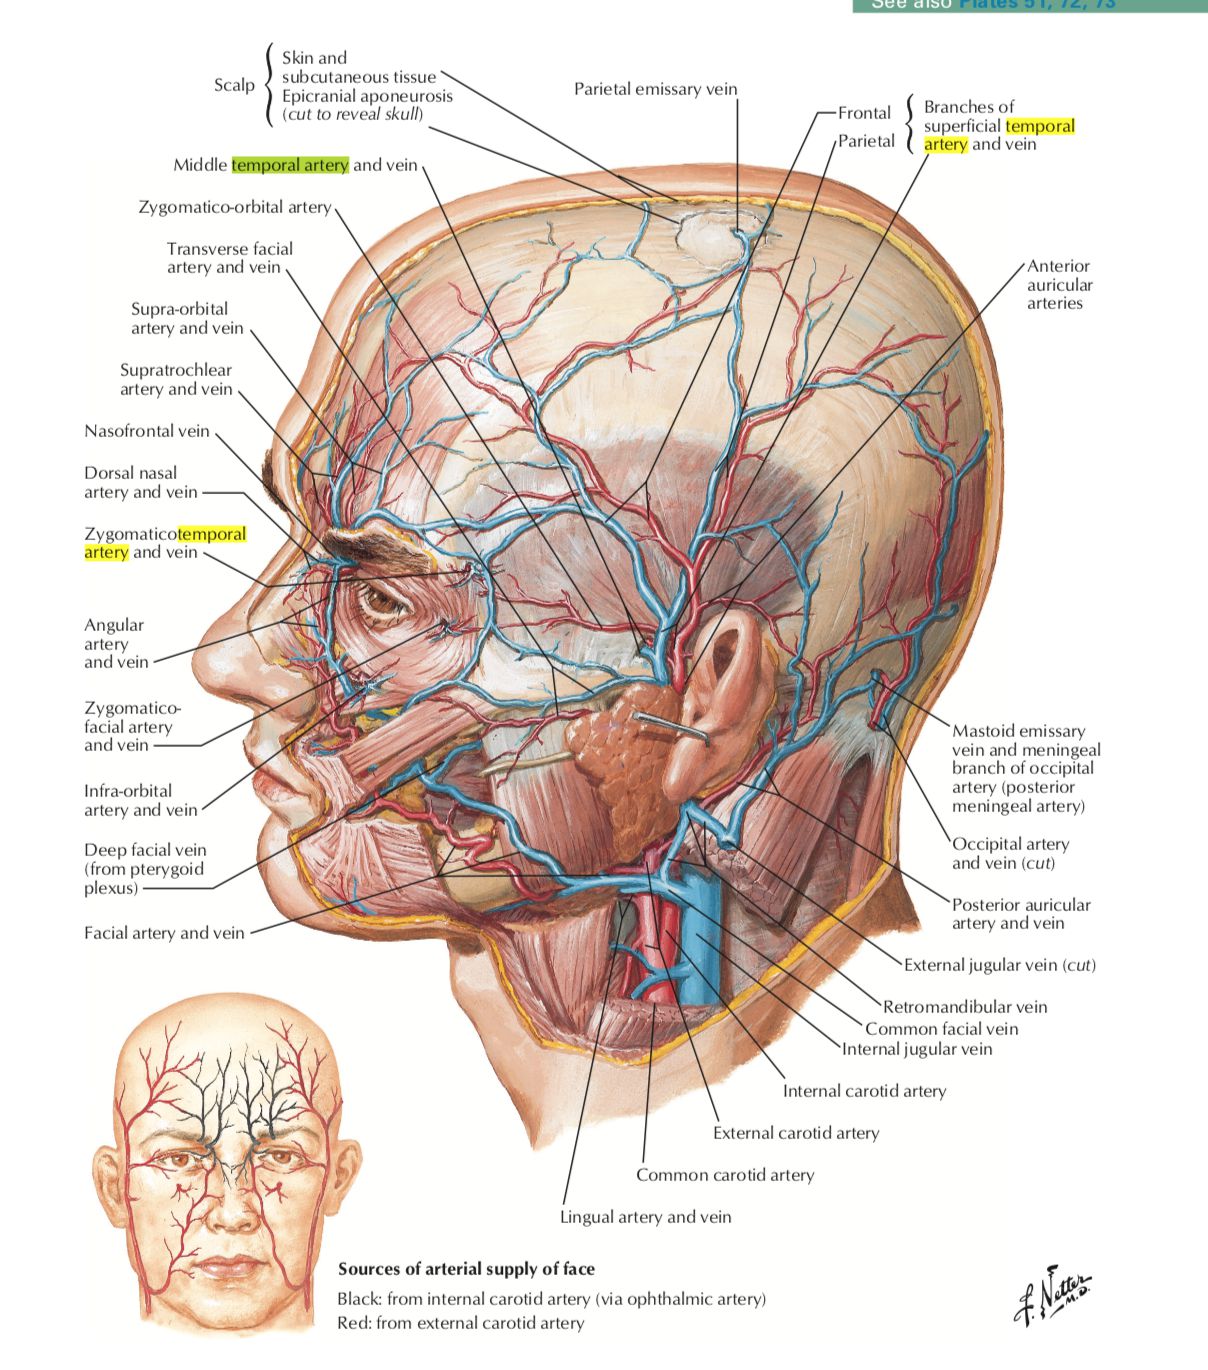 See also Plates 51, 72, 73
Scalp
Skin and
subcutaneous tissue
Epicranial aponeurosis
(cut to reveal skull)
Parietal emissary vein
Frontal
Parietal
Branches of
superficial temporal
artery and vein
Middle temporal artery and vein
Zygomatico-orbital artery
Transverse facial
artery and vein
Supra-orbital
artery and vein
Supratrochlear
artery and vein
Nasofrontal vein
Dorsal nasal
artery and vein
Zygomaticotemporal
artery and vein
Angular
artery
and vein
Zygomatico-
facial artery
and vein
Infra-orbital
artery and vein
Deep facial vein
(from pterygoid
plexus)
Facial artery and vein
Anterior
auricular
arteries
Mastoid emissary
vein and meningeal
branch of occipital
artery (posterior
meningeal artery)
Occipital artery
and vein (cut)
Posterior auricular
artery and vein
External jugular vein (cut)
Retromandibular vein
Common facial vein
Internal jugular vein
Internal carotid artery
External carotid artery
Common carotid artery
Lingual artery and vein
Sources of arterial supply of face
Black: from internal carotid artery (via ophthalmic artery)
Red: from external carotid artery
F. Netter
M.D.